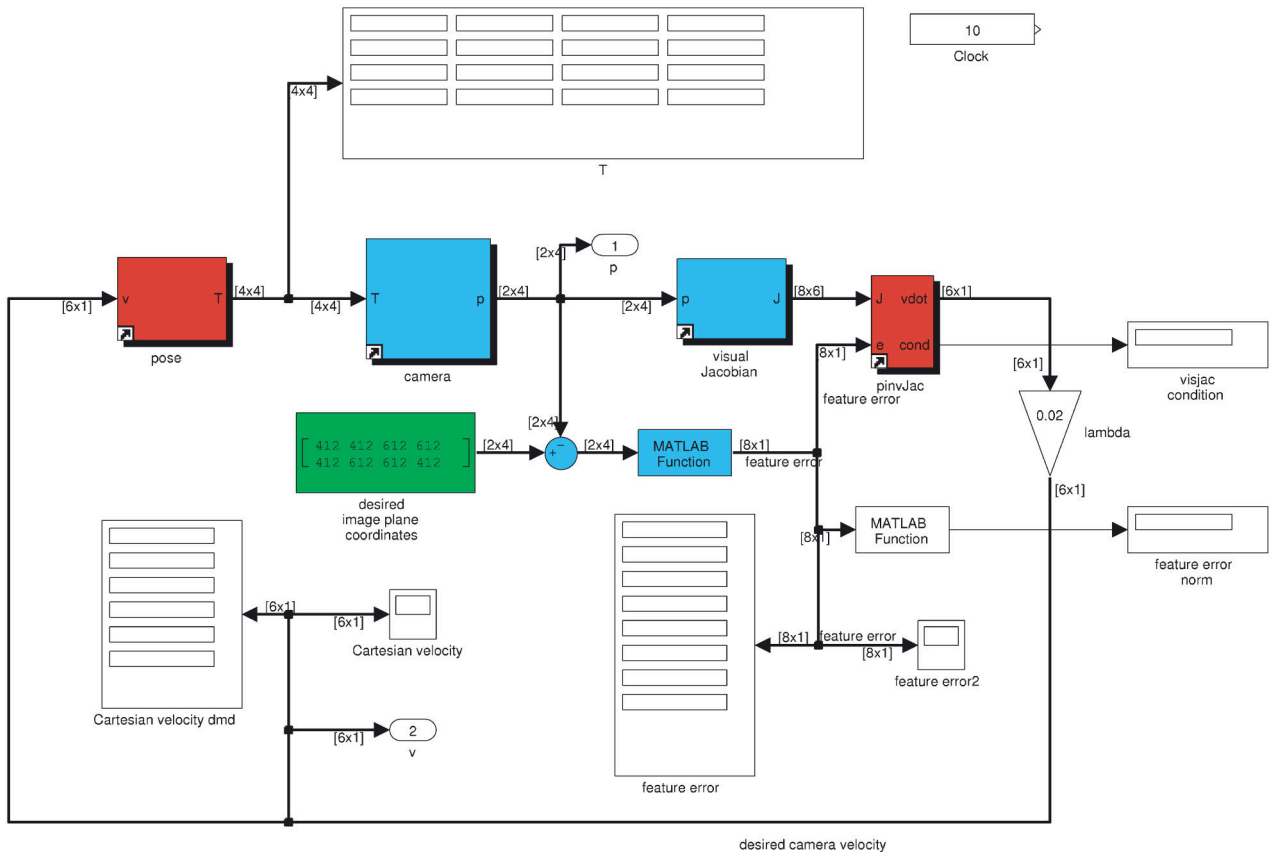 10
Clock
[4x4]
T
1
p
[2x4]
[6x1]
v
T
pose
[4x4]
[4x4]
T
p
camera
[2x4]
[2x4]
p
J
visual
Jacobian
[8x6]
J
vdot
e
cond
pinvJac
[6x1]
8x1]
feature error
[6x1]
visjac
condition
0.02
lambda
[6x1]
412 412 612 612
412 612 612 412
desired
image plane
coordinates
[2x4]
[2x4]
+
−
[2x4]
MATLAB
Function
[8x1]
feature error
[8x1]
MATLAB
Function
feature error
norm
Cartesian velocity dmd
[6x1]
[6x1]
Cartesian velocity
[6x1]
2
v
feature error
[8x1]
feature error
[8x1]
feature error2
desired camera velocity